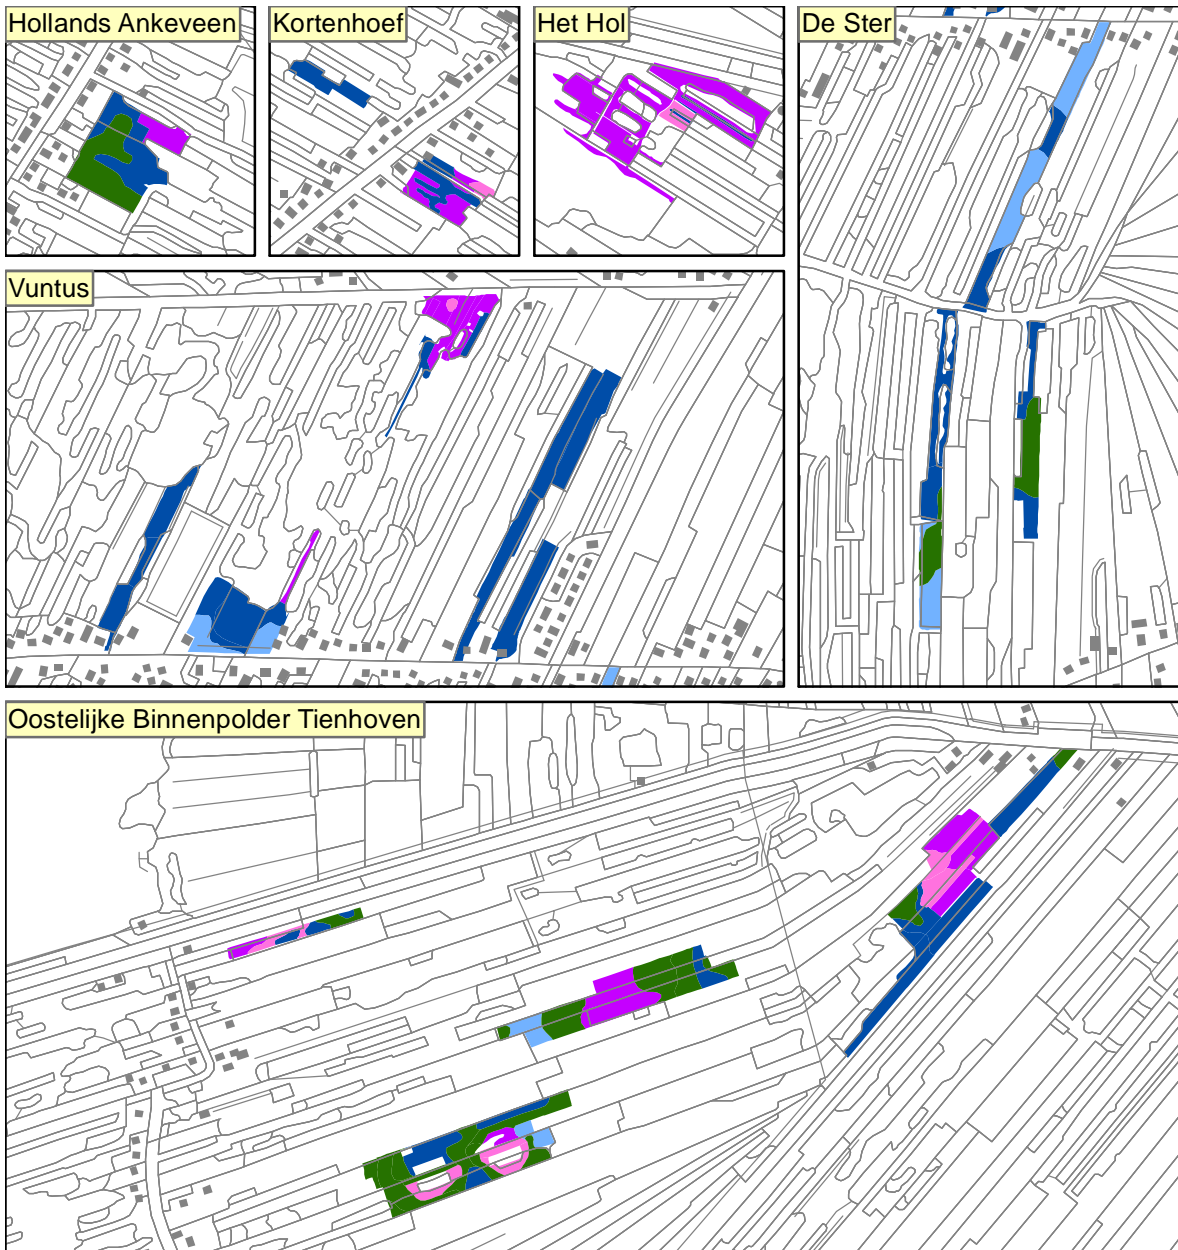 Hollands Ankeveen
Kortenhoef
Het Hol
De Ster
Vuntus
Oostelijke Binnenpolder Tienhoven